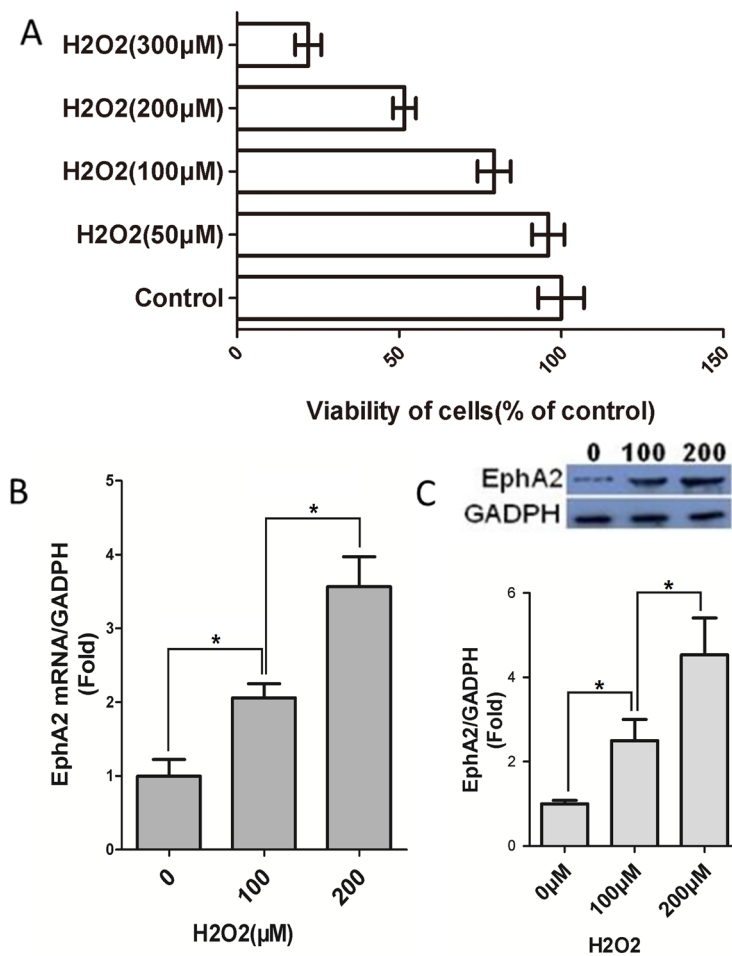 A
H2O2(300µM)
H2O2(200µM)
H2O2(100µM)
H2O2(50µM)
Control
0
50
100
150
Viability of cells(% of control)
B
5
4
3
2
1
0
EphA2 mRNA/GADPH
(Fold)
*
*
0
100
200
H2O2(µM)
C
0 100 200
EphA2
GADPH
6
4
2
0
EphA2/GADPH
(Fold)
*
*
0µM
100µM
200µM
H2O2